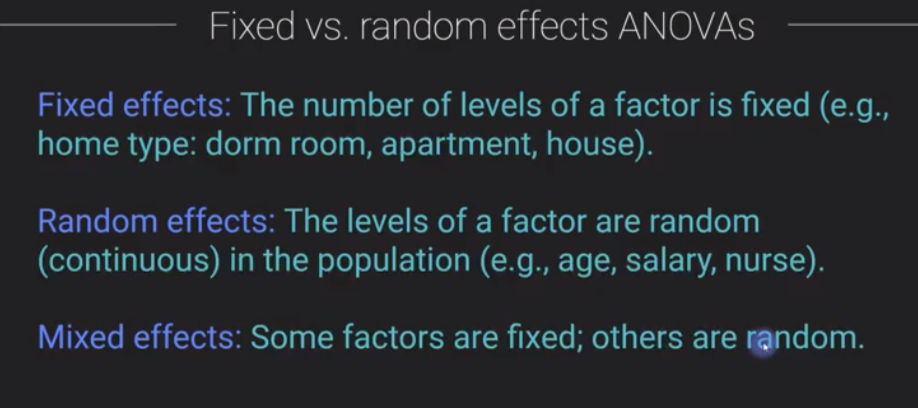 Fixed vs. random effects ANOVAs
Fixed effects: The number of levels of a factor is fixed (e.g.,
home type: dorm room, apartment, house).
Random effects: The levels of a factor are random
(continuous) in the population (e.g., age, salary, nurse).
Mixed effects: Some factors are fixed; others are random.